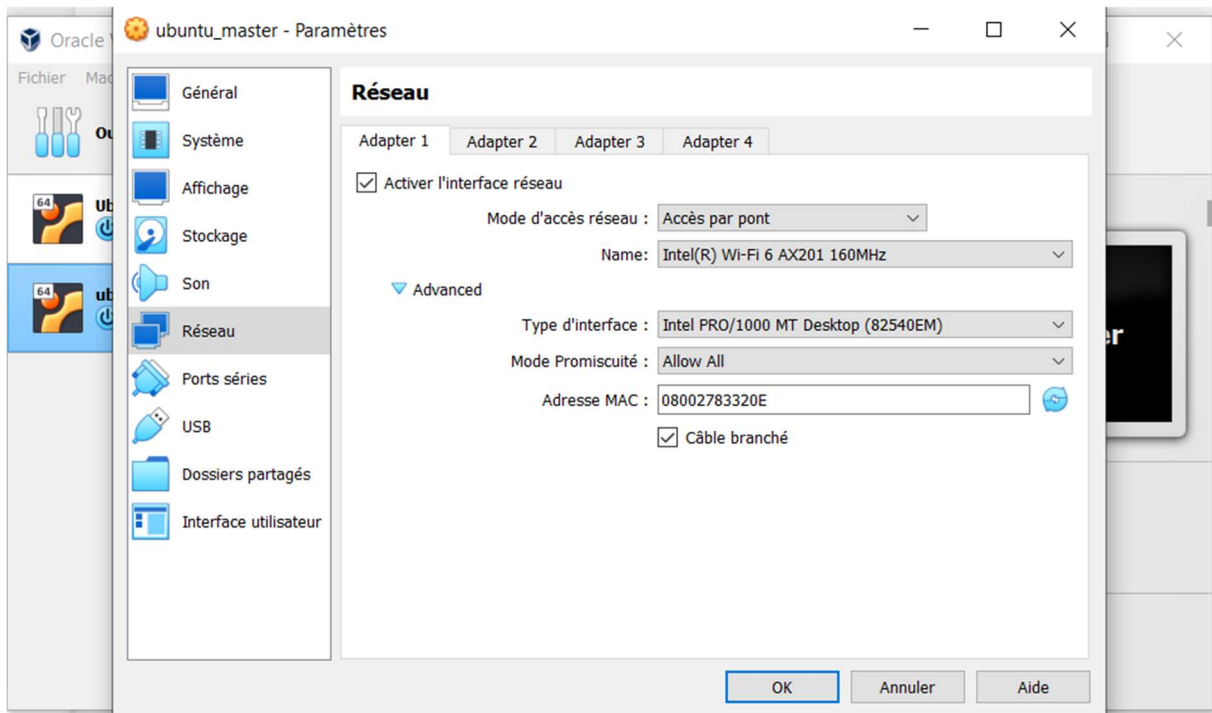 Oracle
ubuntu_master - Paramètres
Fichier
Général
Système
Affichage
Stockage
Son
Réseau
Ports séries
USB
Dossiers partagés
Interface utilisateur
64
64
Réseau
Adapter 1 Adapter 2 Adapter 3 Adapter 4
Activer l'interface réseau
Mode d'accès réseau : Accès par pont
Name: Intel(R) Wi-Fi 6 AX201 160MHz
Advanced
Type d'interface : Intel PRO/1000 MT Desktop (82540EM)
Mode Promiscuité : Allow All
Adresse MAC : 08002783320E
Câble branché
OK Annuler Aide